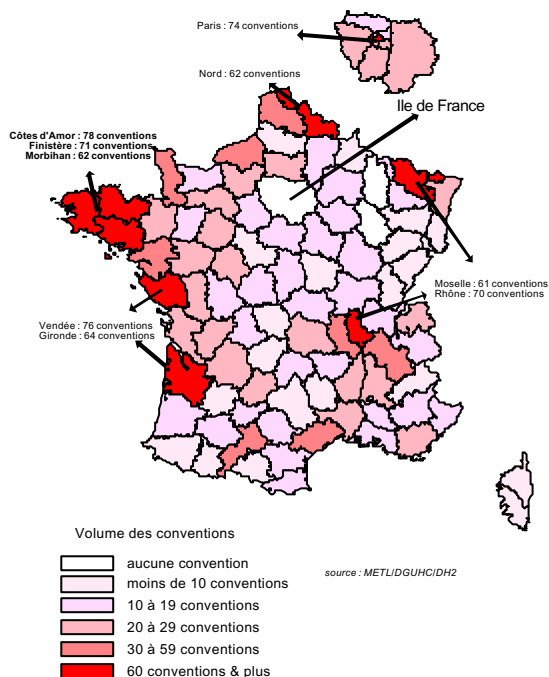 Paris : 74 conventions
Nord : 62 conventions
Ile de France
Côtes d'Amor : 78 conventions
Finistère : 71 conventions
Morbihan : 62 conventions
Moselle : 61 conventions
Rhône : 70 conventions
Vendée : 76 conventions
Gironde : 64 conventions
Volume des conventions
aucune convention
moins de 10 conventions
10 à 19 conventions
20 à 29 conventions
30 à 59 conventions
60 conventions & plus
source : METL/DGUHC/DH2